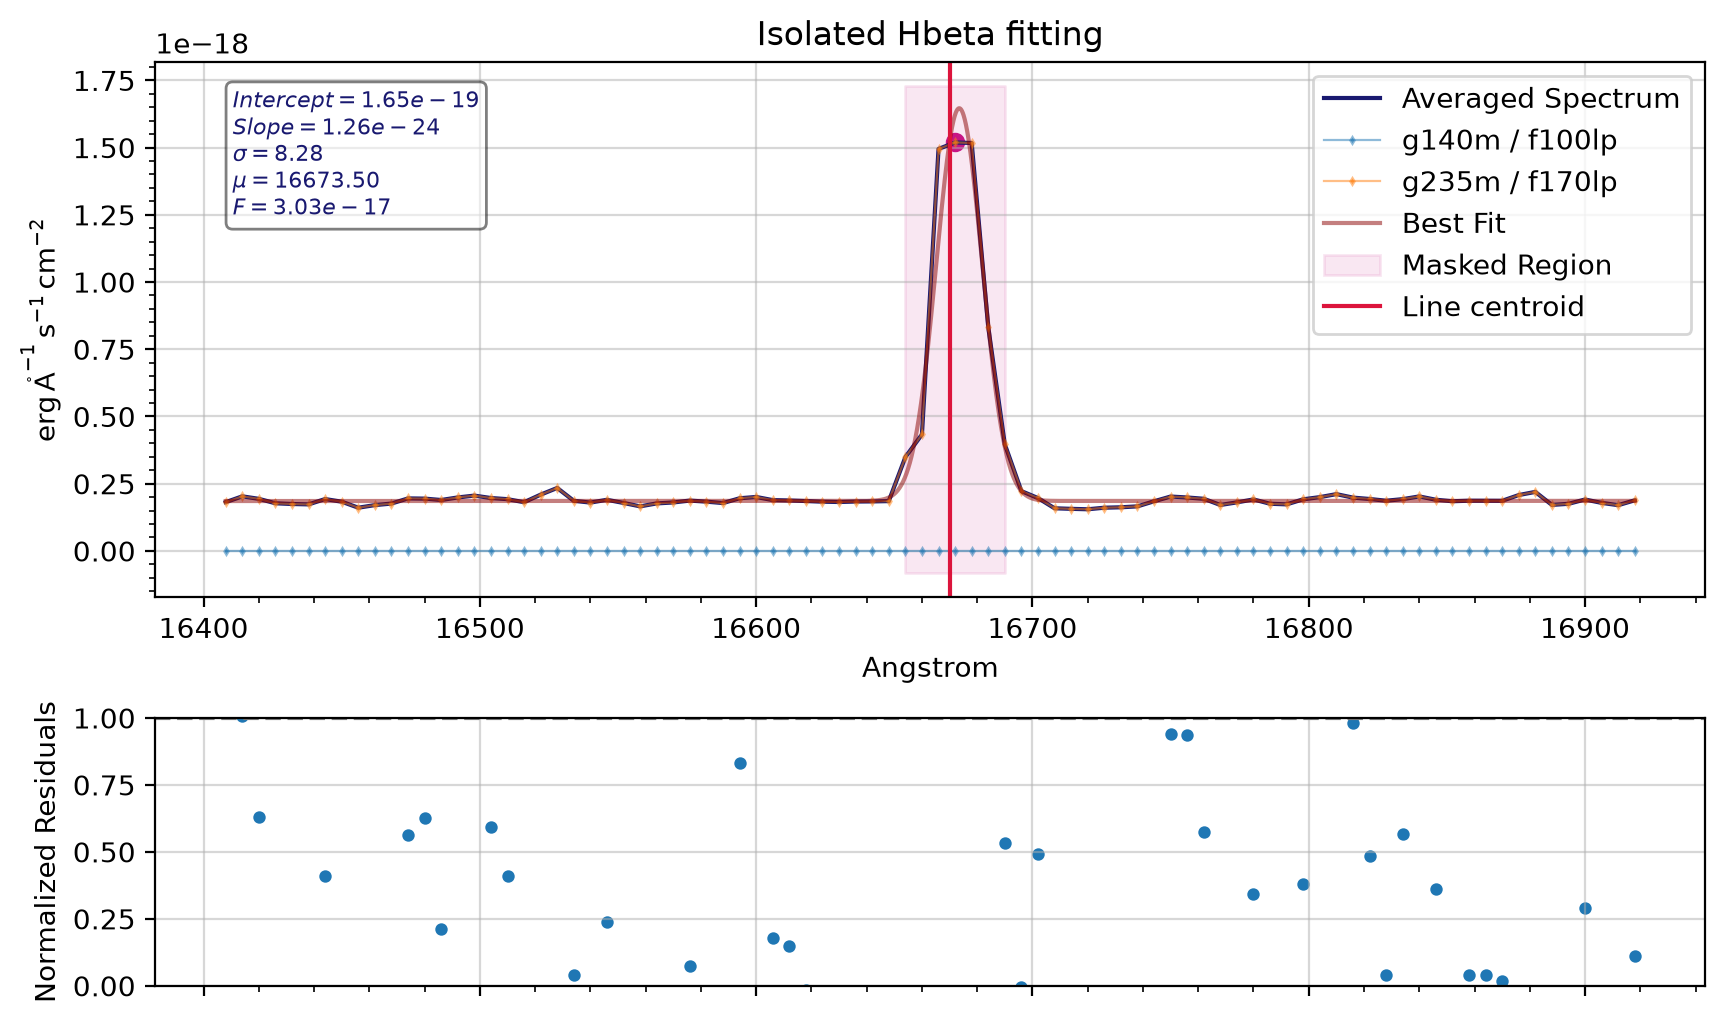 Isolated Hbeta fitting
1e−18
Intercept = 1.65e − 19
Slope = 1.26e − 24
σ = 8.28
μ = 16673.50
F = 3.03e − 17
Averaged Spectrum
g140m / f100lp
g235m / f170lp
Best Fit
Masked Region
Line centroid
1.75
1.50
1.25
1.00
0.75
0.50
0.25
0.00
erg Å⁻¹ s⁻¹ cm⁻²
16400 16500 16600 16700 16800 16900
Angstrom
1.00
0.75
0.50
0.25
0.00
Normalized Residuals